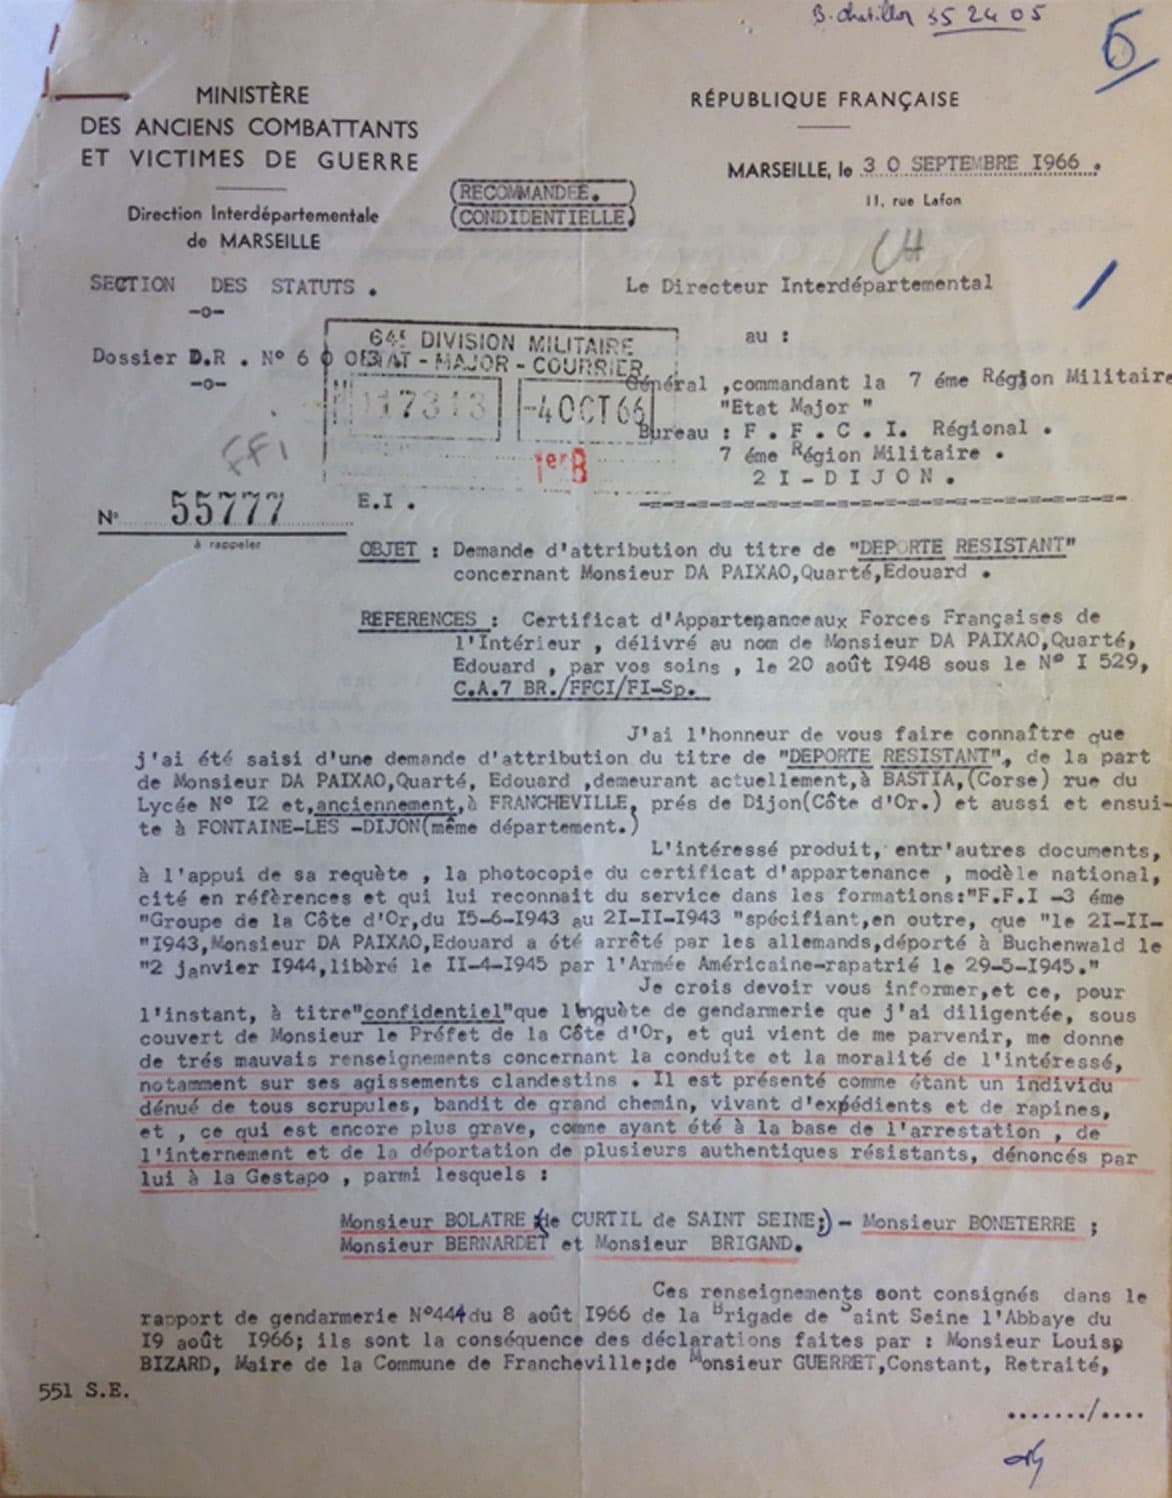 B. Chatillon 35 24 05
6
MINISTÈRE
DES ANCIENS COMBATTANTS
ET VICTIMES DE GUERRE
RÉPUBLIQUE FRANÇAISE
MARSEILLE, le 3 0 SEPTEMBRE I966 .
11, rue Lafon
Direction Interdépartementale
de MARSEILLE
RECOMMANDEE.
CONDIDENTIELLE
SECTION DES STATUTS .
-o-
Le Directeur Interdépartemental
au :
Dossier D.R . N° 6
-o-
64e DIVISION MILITAIRE
ETAT - MAJOR - COURRIER
017313
-4 OCT 66
1er B
Général ,commandant la 7 éme Région Militaire
"Etat Major "
Bureau : F . F . C . I. Régional .
7 éme Région Militaire .
2 I - D I J O N .
FFI
N° 55777
à rappeler
E.I .
OBJET : Demande d'attribution du titre de "DEPORTE RESISTANT"
concernant Monsieur DA PAIXAO,Quarté,Edouard .
REFERENCES : Certificat d'Appartenanceaux Forces Françaises de
l'Intérieur , délivré au nom de Monsieur DA PAIXAO,Quarté,
Edouard , par vos soins , le 20 août I948 sous le N° I 529,
C.A.7 BR./FFCI/FI-Sp.
J'ai l'honneur de vous faire connaître que
j'ai été saisi d'une demande d'attribution du titre de "DEPORTE RESISTANT", de la part
de Monsieur DA PAIXAO,Quarté, Edouard ,demeurant actuellement,à BASTIA,(Corse) rue du
Lycée N° I2 et,anciennement,à FRANCHEVILLE, prés de Dijon(Côte d'Or.) et aussi et ensui-
te à FONTAINE-LES -DIJON(même département.)
L'intéressé produit, entr'autres documents,
à l'appui de sa requète , la photocopie du certificat d'appartenance , modèle national,
cité en réfèrences et qui lui reconnait du service dans les formations:"F.F.I -3 éme
"Groupe de la Côte d'Or,du I5-6-I943 au 2I-II-I943 "spécifiant,en outre, que "le 2I-II-
"I943,Monsieur DA PAIXAO,Edouard a été arrêté par les allemands,déporté à Buchenwald le
"2 janvier I944,libèré le II-4-I945 par l'Armée Américaine-rapatrié le 29-5-I945."
Je crois devoir vous informer,et ce, pour
l'instant, à titre"confidentiel"que l'nguète de gendarmerie que j'ai diligentée, sous
couvert de Monsieur le Préfet de la Côte d'Or, et qui vient de me parvenir, me donne
de trés mauvais renseignements concernant la conduite et la moralité de l'intéressé,
notamment sur ses agissements clandestins . Il est présenté comme étant un individu
dénué de tous scrupules, bandit de grand chemin, vivant d'expédients et de rapines,
et , ce qui est encore plus grave, comme ayant été à la base de l'arrestation , de
l'internement et de la déportation de plusieurs authentiques résistants, dénoncés par
lui à la Gestapo , parmi lesquels :
Monsieur BOLATRE (de CURTIL de SAINT SEINE;) - Monsieur BONETERRE ;
Monsieur BERNARDET et Monsieur BRIGAND.
Ces renseignements sont consignés dans le
rapport de gendarmerie N°444 du 8 août I966 de la Brigade de Saint Seine l'Abbaye du
I9 août I966; ils sont la conséquence des déclarations faites par : Monsieur Louis,
BIZARD, Maire de la Commune de Francheville;de Monsieur GUERRET,Constant, Retraité,
551 S.E.
......./....